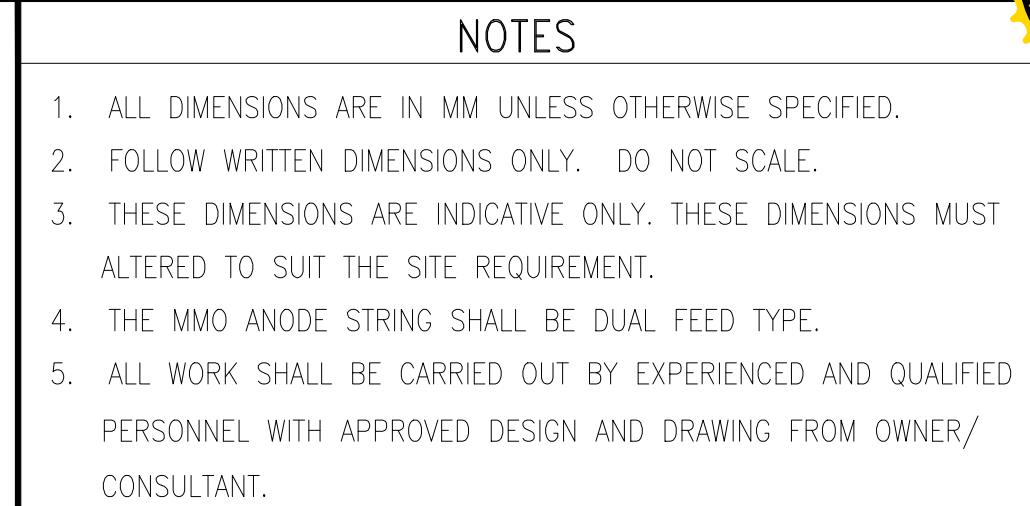 NOTES
1. ALL DIMENSIONS ARE IN MM UNLESS OTHERWISE SPECIFIED.
2. FOLLOW WRITTEN DIMENSIONS ONLY. DO NOT SCALE.
3. THESE DIMENSIONS ARE INDICATIVE ONLY. THESE DIMENSIONS MUST
ALTERED TO SUIT THE SITE REQUIREMENT.
4. THE MMO ANODE STRING SHALL BE DUAL FEED TYPE.
5. ALL WORK SHALL BE CARRIED OUT BY EXPERIENCED AND QUALIFIED
PERSONNEL WITH APPROVED DESIGN AND DRAWING FROM OWNER/
CONSULTANT.